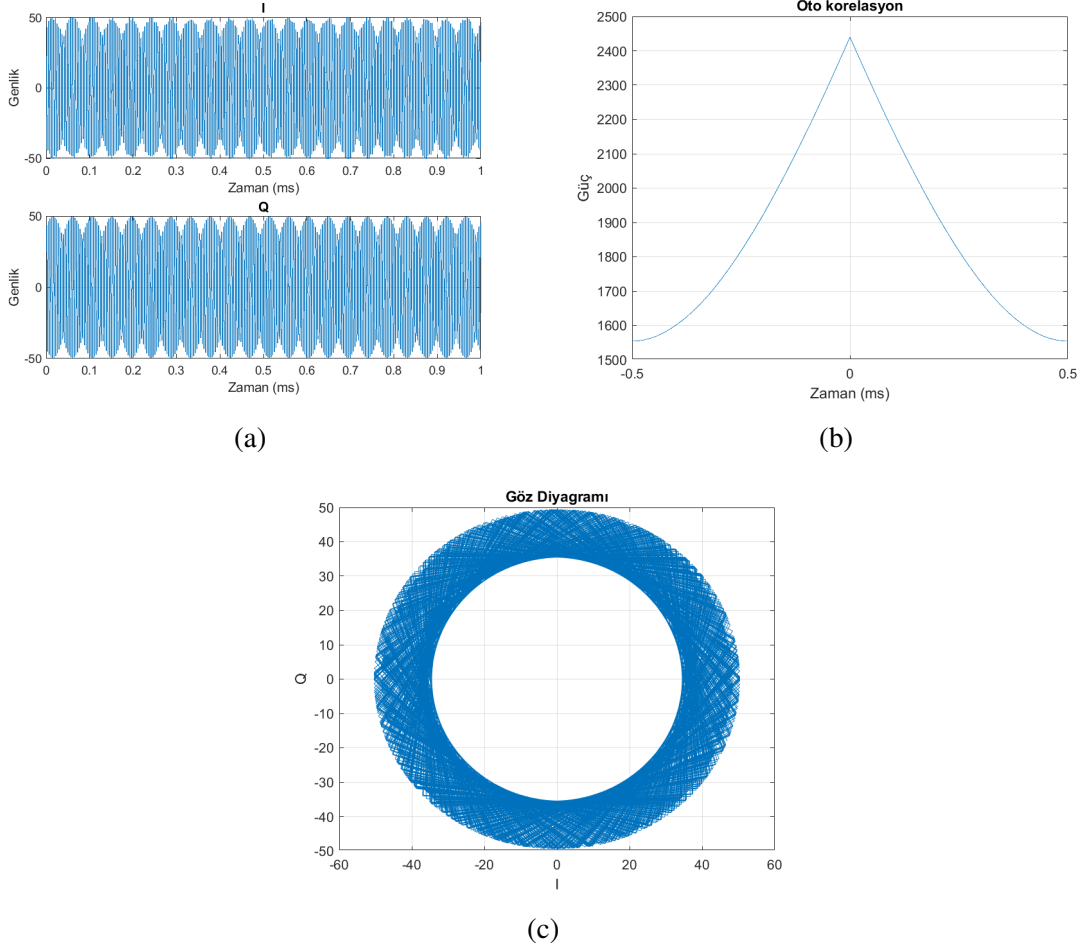 I
Genlik
50
0
-50
0 0.1 0.2 0.3 0.4 0.5 0.6 0.7 0.8 0.9 1
Zaman (ms)
Q
Genlik
50
0
-50
0 0.1 0.2 0.3 0.4 0.5 0.6 0.7 0.8 0.9 1
Zaman (ms)
(a)
Oto korelasyon
Güç
2500
2400
2300
2200
2100
2000
1900
1800
1700
1600
1500
-0.5 0 0.5
Zaman (ms)
(b)
Göz Diyagramı
Q
50
40
30
20
10
0
-10
-20
-30
-40
-50
-60 -40 -20 0 20 40 60
I
(c)